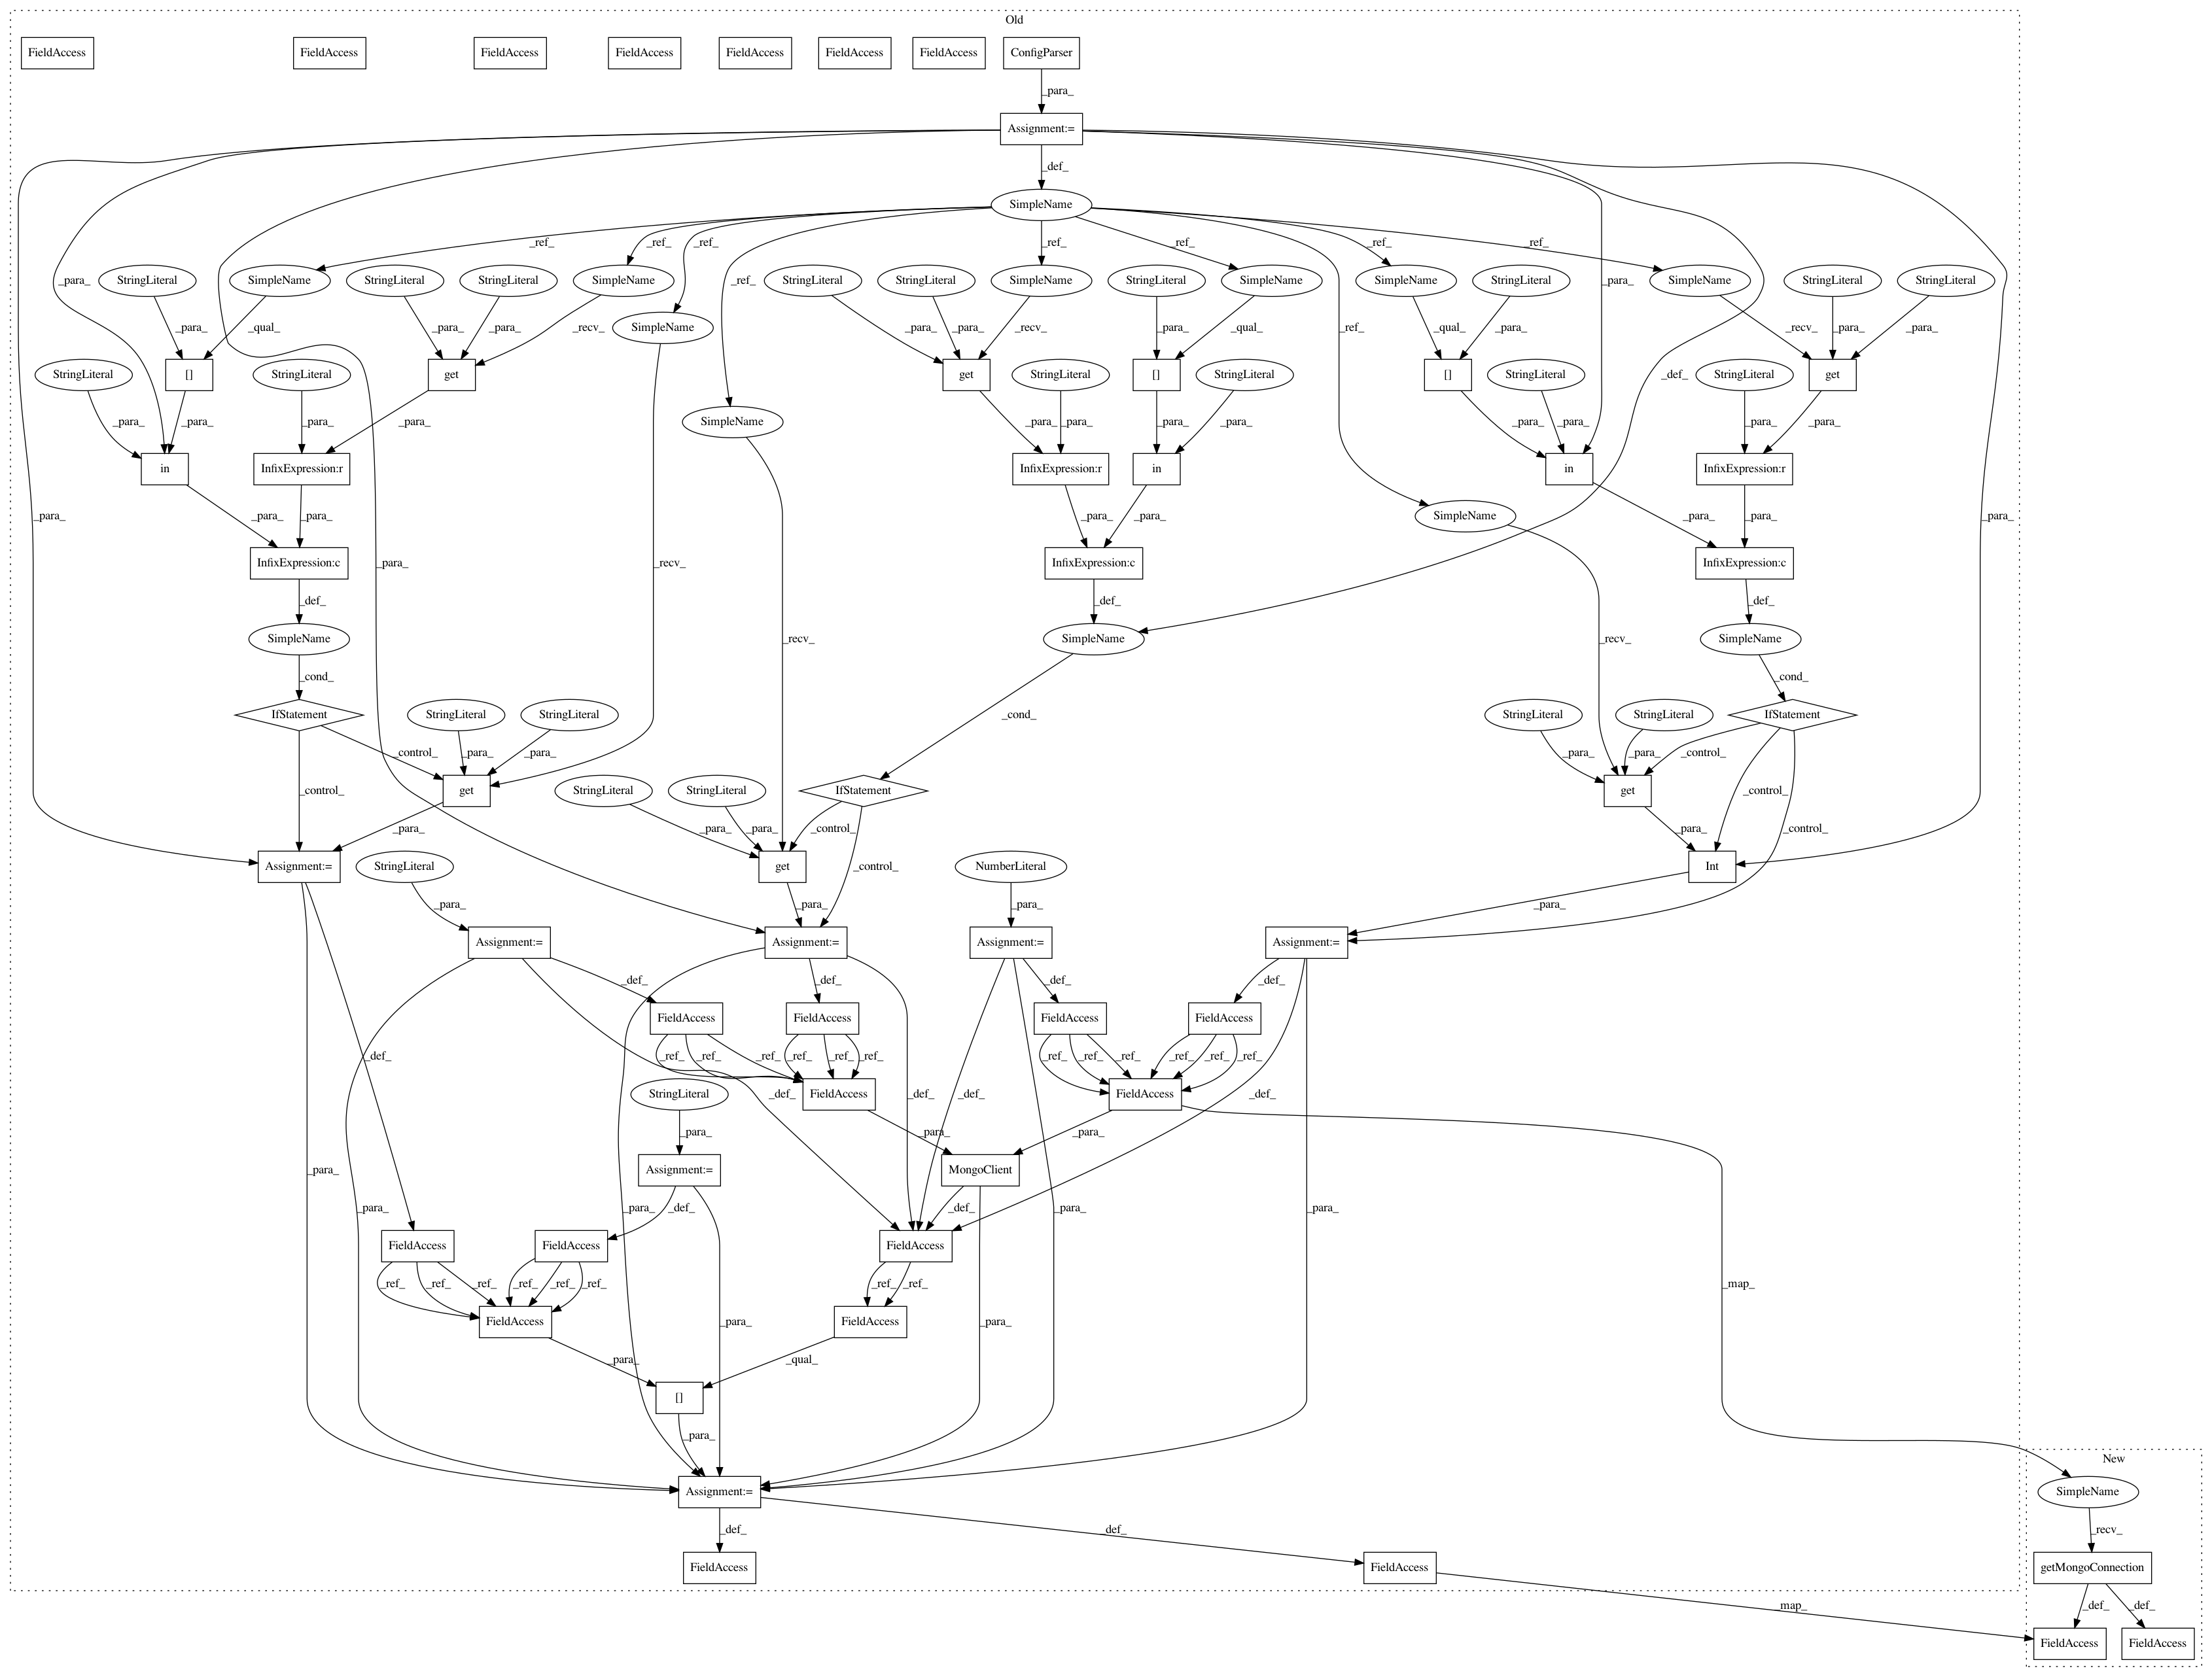 Old
FieldAccess FieldAccess FieldAccess FieldAccess FieldAccess FieldAccess FieldAccess ConfigParser
_para_
Assignment:=
_def_
SimpleName
_ref_ _ref_ _ref_ _ref_ _ref_ _ref_ _ref_
StringLiteral SimpleName StringLiteral StringLiteral SimpleName StringLiteral StringLiteral SimpleName StringLiteral SimpleName SimpleName StringLiteral SimpleName StringLiteral StringLiteral
_para_ _ref_ _para_
SimpleName
_para_ _qual_ _para_ _para_ _recv_ _para_ _para_ _recv_ _para_ _qual_ _ref_ _qual_ _para_ _recv_ _para_ _para_
StringLiteral [] StringLiteral get get StringLiteral [] StringLiteral [] StringLiteral StringLiteral get
_def_
_para_ _para_ _para_ _para_ _para_ _para_ _para_ _para_ _para_ _para_ _para_ _para_
SimpleName
in InfixExpression:r InfixExpression:r in in InfixExpression:r
_para_ _para_ _para_ _para_ _para_ _para_ _para_ _para_
SimpleName
InfixExpression:c InfixExpression:c InfixExpression:c
_para_ _recv_
_def_ _def_ _def_
SimpleName SimpleName SimpleName
_recv_ _recv_
_cond_ _cond_
IfStatement StringLiteral StringLiteral _cond_ StringLiteral StringLiteral IfStatement
_control_ _para_ _para_ _para_ _para_ _control_
_control_ get StringLiteral StringLiteral IfStatement get _control_
_para_ _para_ _para_ _control_ _para_ _control_
Assignment:= StringLiteral get NumberLiteral Int
_control_
_para_ _para_ _para_ _para_
Assignment:= Assignment:= Assignment:= Assignment:=
_def_ _def_ _def_ _def_
FieldAccess FieldAccess FieldAccess FieldAccess
_def_ _ref_ _ref_ _ref_ _ref_ _ref_ _ref_ _ref_ _ref_ _ref_ _ref_ _ref_ _ref_
StringLiteral FieldAccess FieldAccess
_def_ _def_ _def_ _def_
_para_ _para_ _para_
_para_ Assignment:= MongoClient
_para_ _para_ _def_ _def_ _para_ _para_
FieldAccess FieldAccess FieldAccess
_ref_ _ref_ _ref_ _ref_ _ref_ _ref_ _ref_ _ref_ _map_
FieldAccess _para_ FieldAccess _para_
_para_ _qual_
[]
_para_
New
Assignment:= SimpleName
_def_ _def_ _recv_
FieldAccess FieldAccess getMongoConnection
_map_ _def_ _def_
FieldAccess FieldAccess